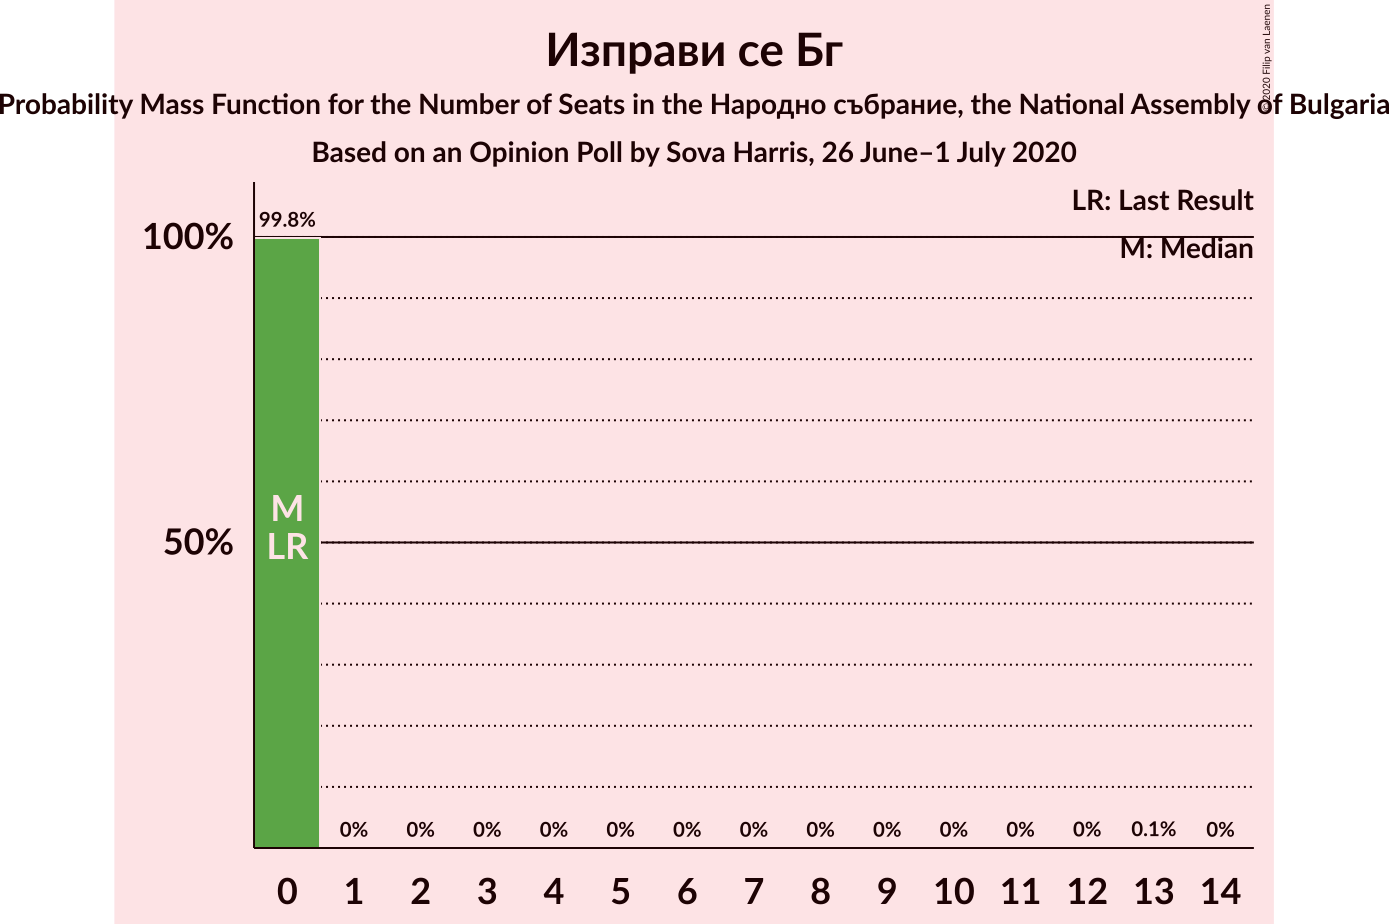 Изправи се Бг
Probability Mass Function for the Number of Seats in the Народно събрание, the National Assembly of Bulgaria
Based on an Opinion Poll by Sova Harris, 26 June–1 July 2020
© 2020 Filip van Laenen
LR: Last Result
M: Median
99.8%
100%
50%
M
LR
0% 0% 0% 0% 0% 0% 0% 0% 0% 0% 0% 0% 0.1% 0%
0 1 2 3 4 5 6 7 8 9 10 11 12 13 14